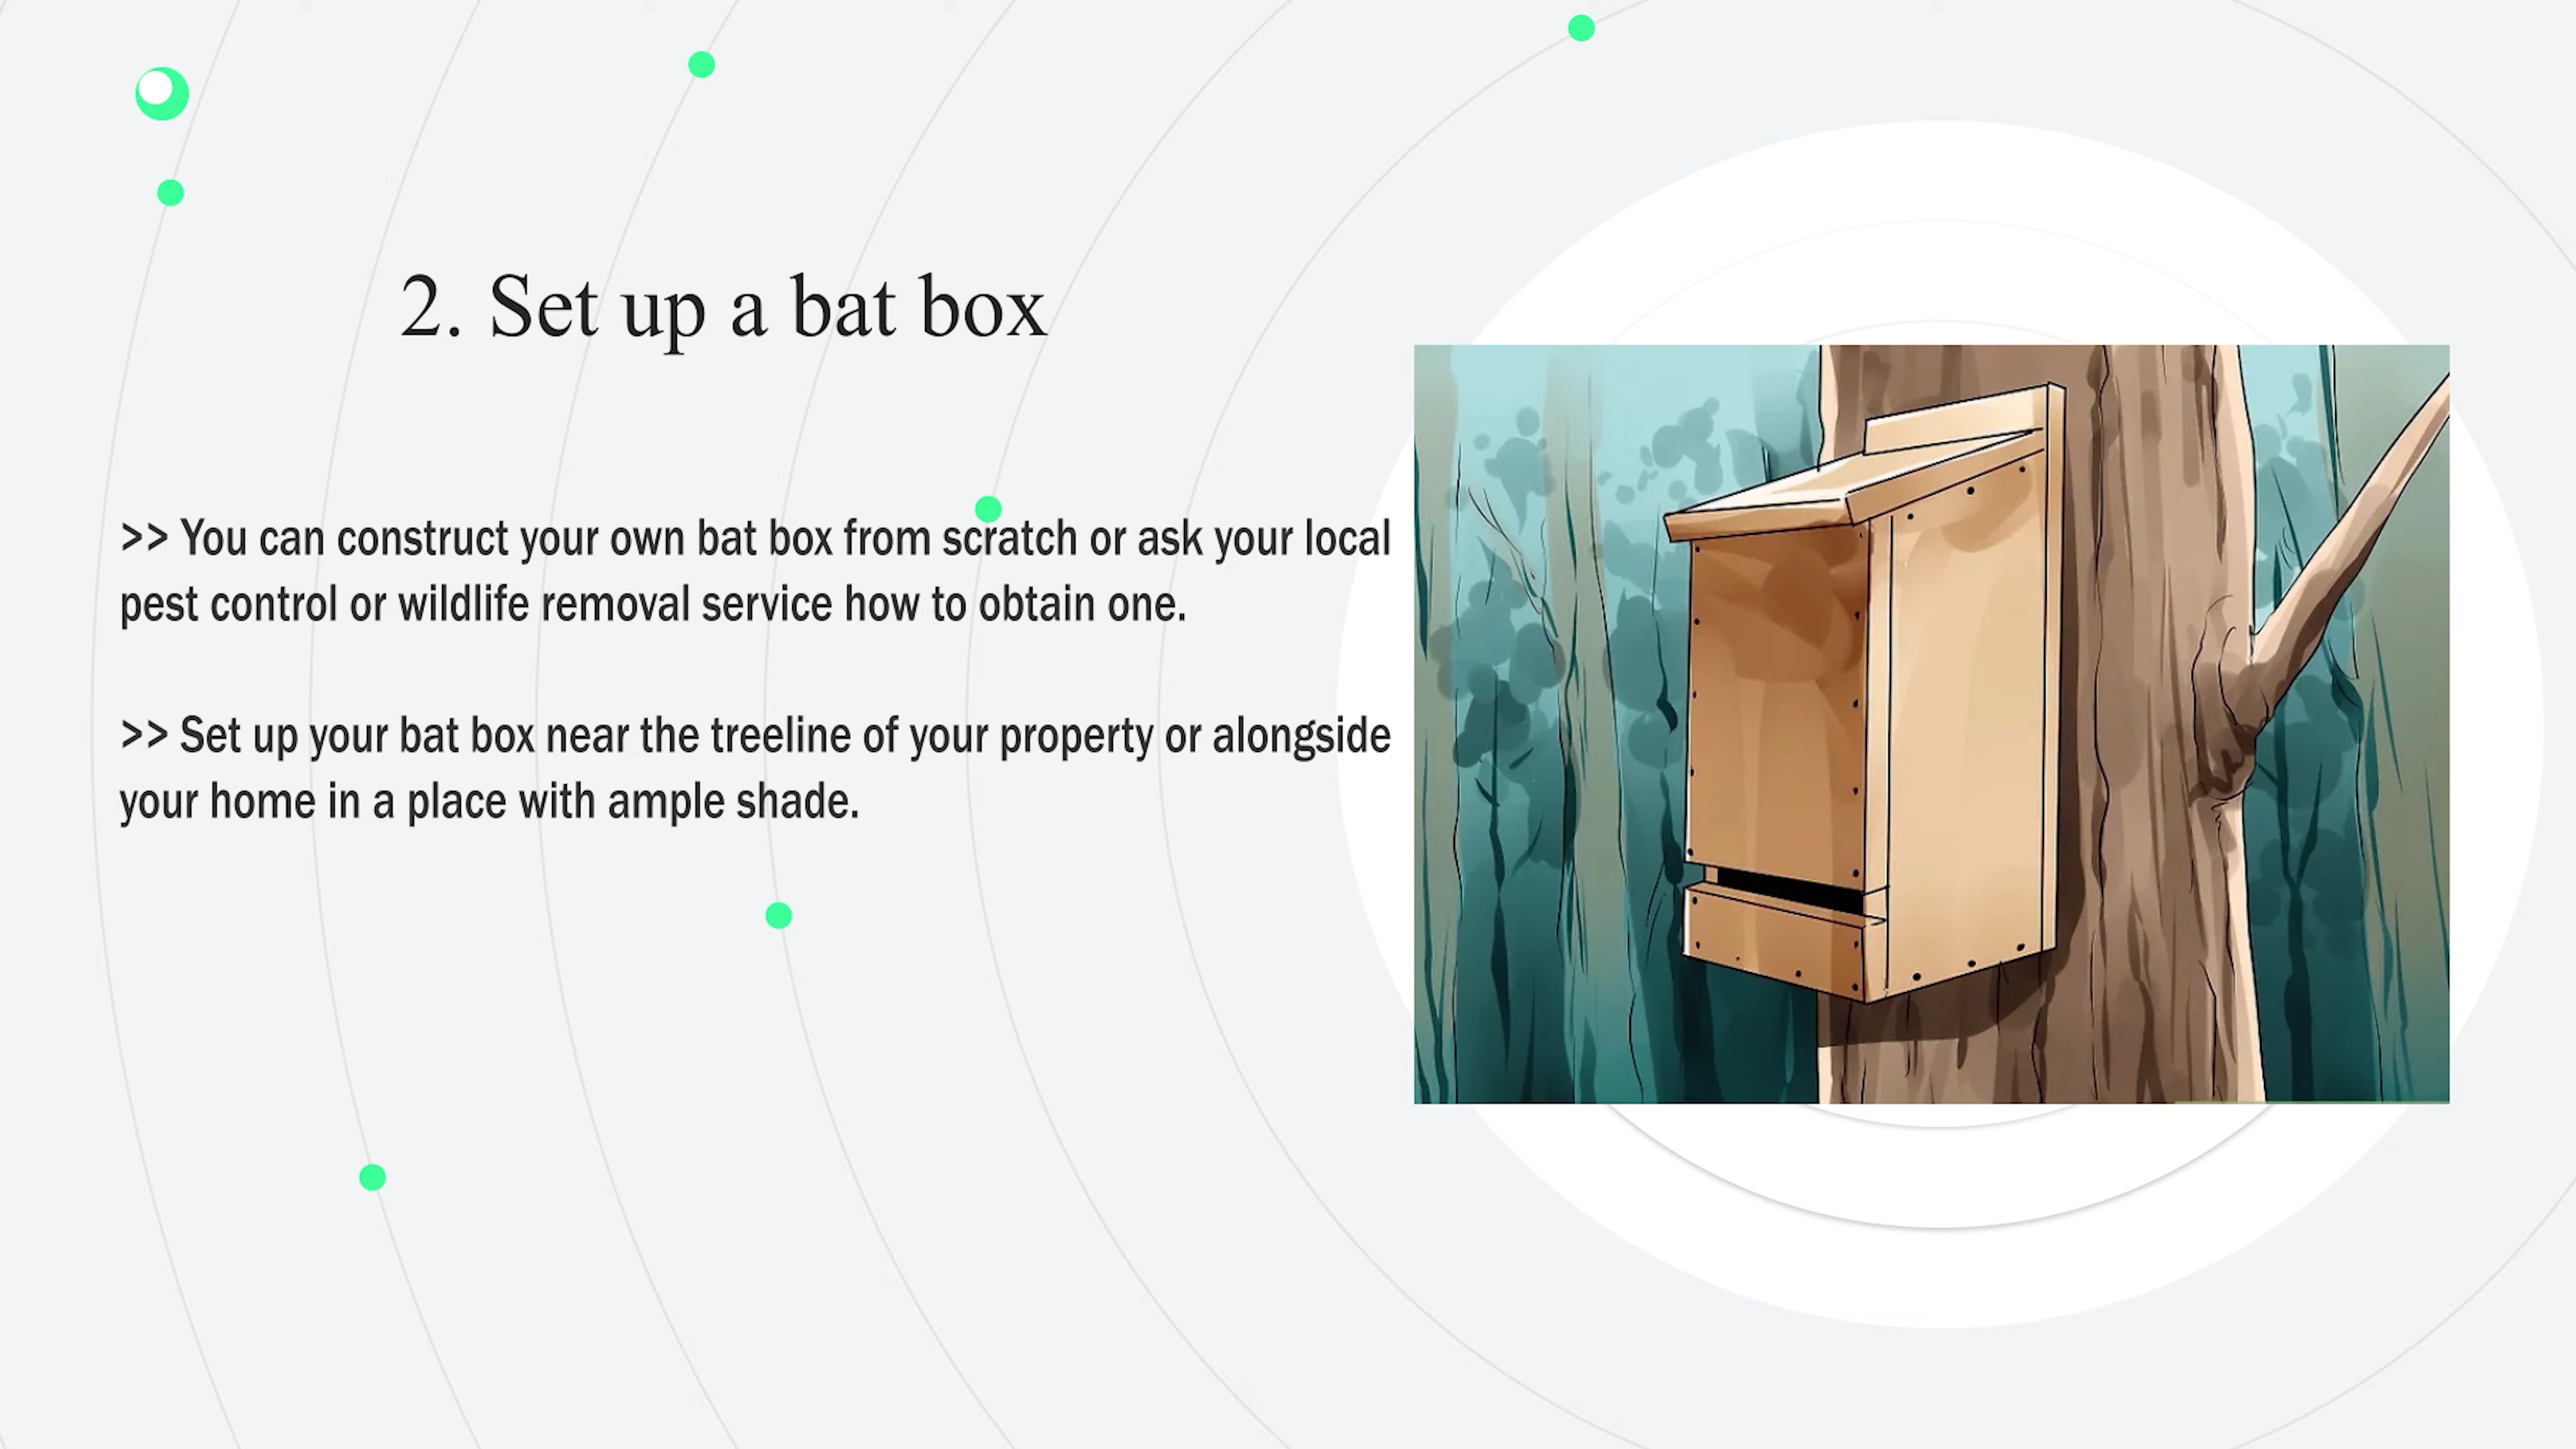 2. Set up a bat box
>> You can construct your own bat box from scratch or ask your local
pest control or wildlife removal service how to obtain one.
>> Set up your bat box near the treeline of your property or alongside
your home in a place with ample shade.